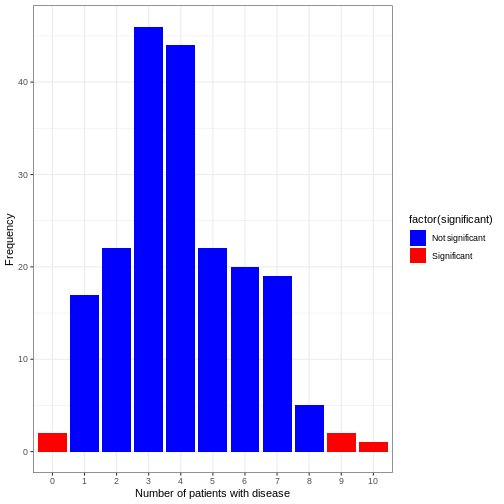 Frequency
40
30
20
10
0
0 1 2 3 4 5 6 7 8 9 10
Number of patients with disease
factor(significant)
Not significant
Significant